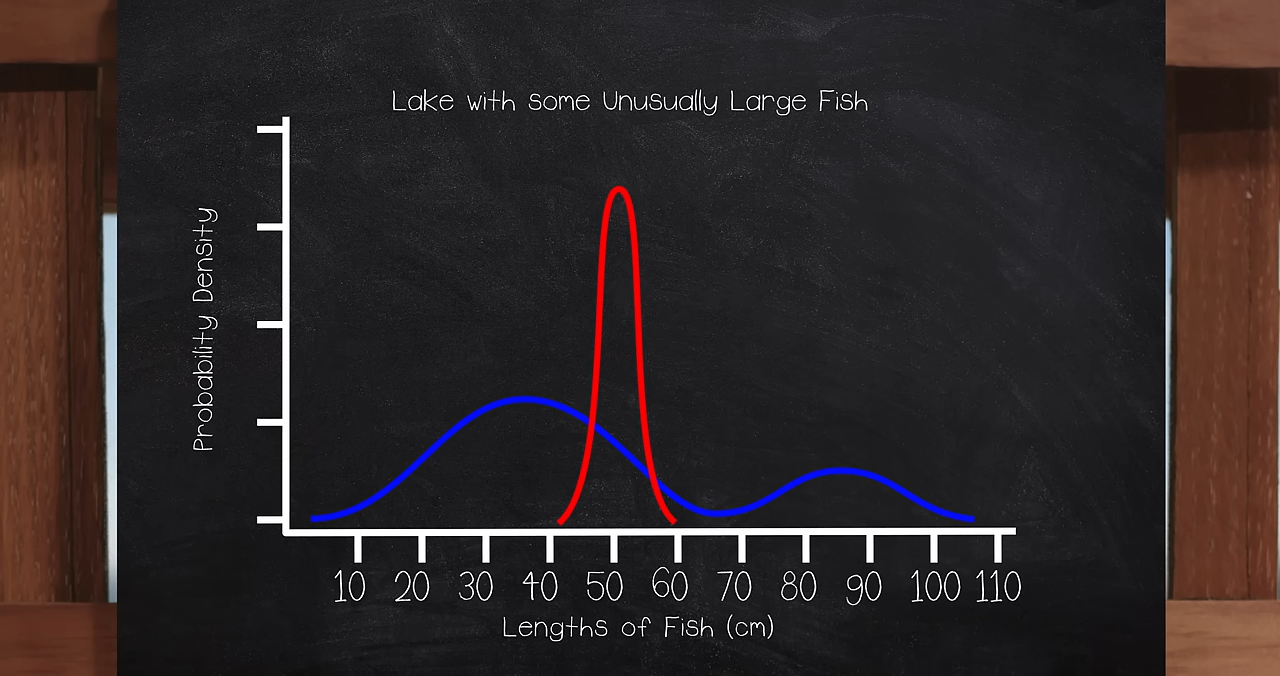 Lake with some Unusually Large Fish
Probability Density
10 20 30 40 50 60 70 80 90 100 110
Lengths of Fish (cm)